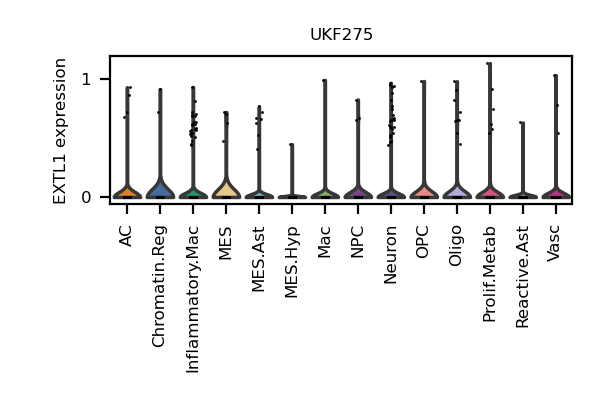 UKF275
EXTL1 expression
1
0
AC
Chromatin.Reg
Inflammatory.Mac
MES
MES.Ast
MES.Hyp
Mac
NPC
Neuron
OPC
Oligo
Prolif.Metab
Reactive.Ast
Vasc